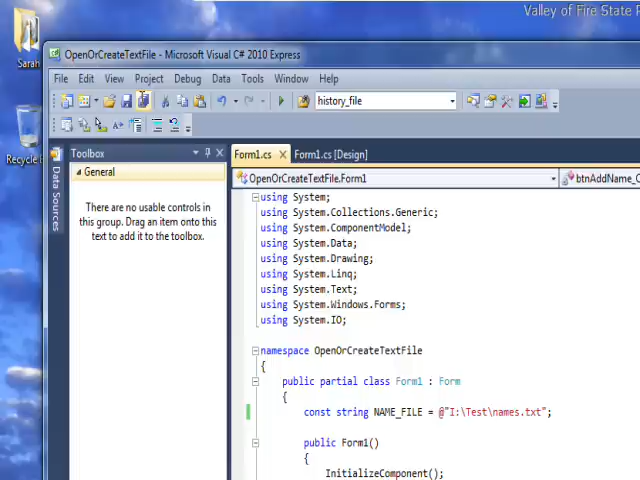 Valley of Fire State
Sarah
Recycle
OpenOrCreateTextFile - Microsoft Visual C# 2010 Express
File Edit View Project Debug Data Tools Window Help
history_file
Toolbox
Form1.cs
Form1.cs [Design]
General
OpenOrCreateTextFile.Form1
btnAddName_C
Data Sources
There are no usable controls in
this group. Drag an item onto this
text to add it to the toolbox.
using System;
using System.Collections.Generic;
using System.ComponentModel;
using System.Data;
using System.Drawing;
using System.Linq;
using System.Text;
using System.Windows.Forms;
using System.IO;
namespace OpenOrCreateTextFile
{
public partial class Form1 : Form
{
const string NAME_FILE = @"I:\Test\names.txt";
public Form1()
{
InitializeComponent();